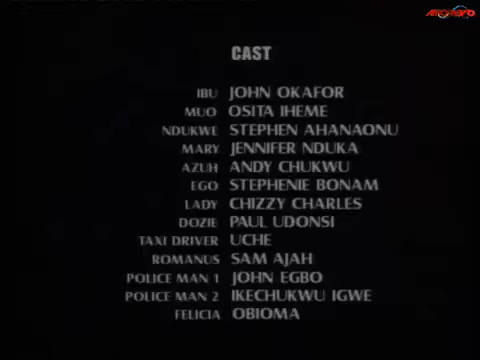 CAST
IBU JOHN OKAFOR
MUO OSITA IHEME
NDUKWE STEPHEN AHANAONU
MARY JENNIFER NDUKA
AZUH ANDY CHUKWU
EGO STEPHENIE BONAM
LADY CHIZZY CHARLES
DOZIE PAUL UDONSI
TAXI DRIVER UCHE
ROMANUS SAM AJAH
POLICE MAN 1 JOHN EGBO
POLICE MAN 2 IKECHUKWU IGWE
FELICIA OBIOMA